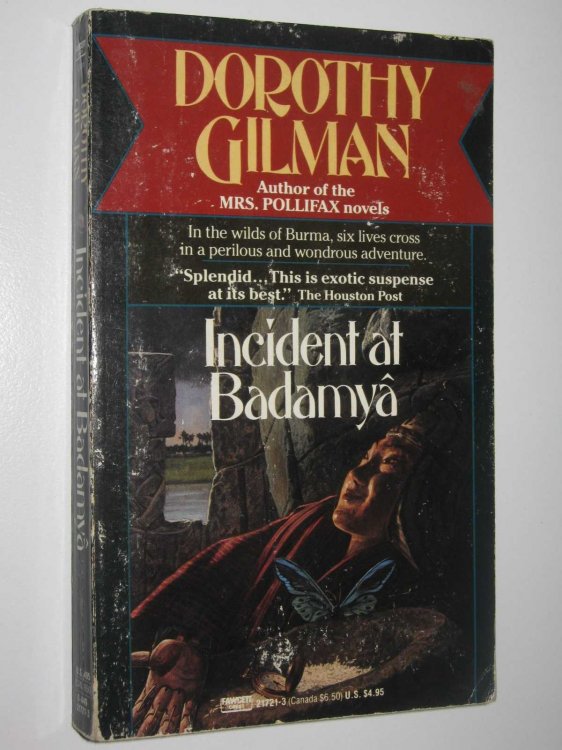 DOROTHY
GILMAN
Author of the
MRS. POLLIFAX novels
In the wilds of Burma, six lives cross
in a perilous and wondrous adventure.
“Splendid...This is exotic suspense
at its best.” The Houston Post
Incident at
Badamyâ
FAWCETT
CREST
21721-3 (Canada $6.50) U.S. $4.95
Incident at Badamyâ